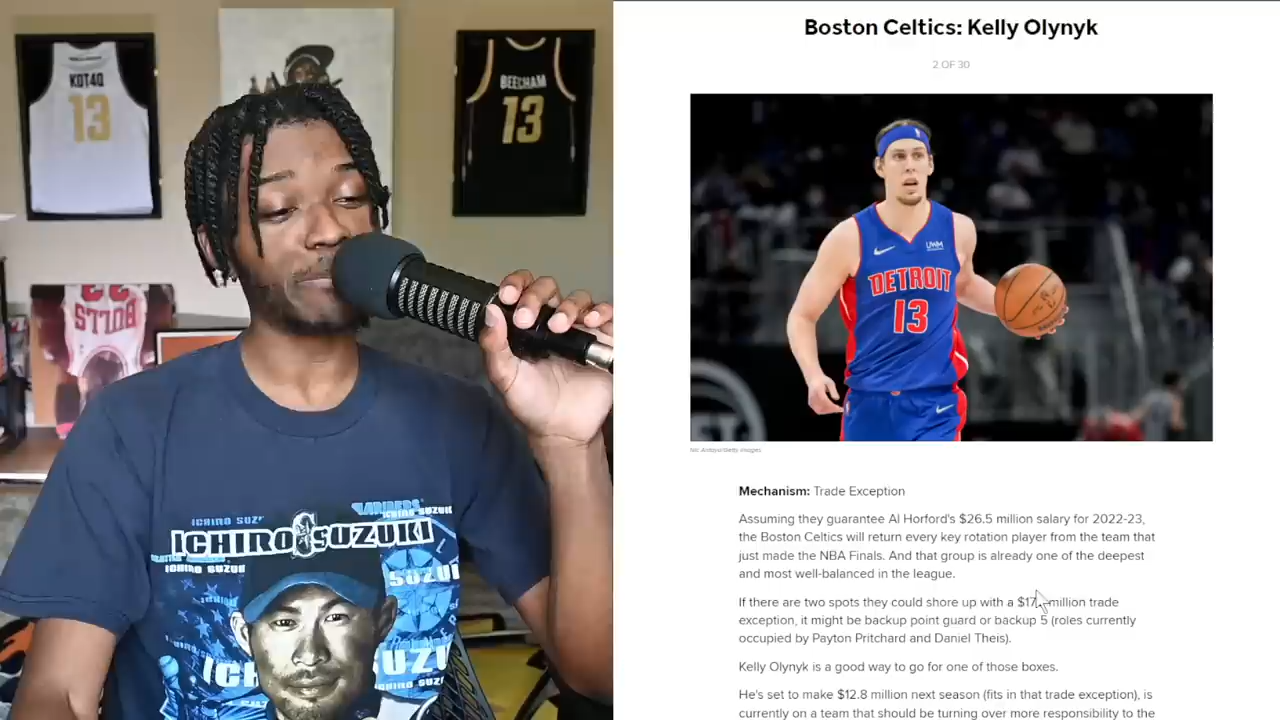 KOT4Q
13
BEECHAM
13
BULLS
ICHIRO SUZUKI
ICHIRO SUZUKI
Boston Celtics: Kelly Olynyk
2 OF 30
UWM
DETROIT
13
Mechanism: Trade Exception
Assuming they guarantee Al Horford's $26.5 million salary for 2022-23,
the Boston Celtics will return every key rotation player from the team that
just made the NBA Finals. And that group is already one of the deepest
and most well-balanced in the league.
If there are two spots they could shore up with a million trade
exception, it might be backup point guard or backup 5 (roles currently
occupied by Payton Pritchard and Daniel Theis).
Kelly Olynyk is a good way to go for one of those boxes.
He's set to make $12.8 million next season (fits in that trade exception), is
currently on a team that should be turning over more responsibility to the